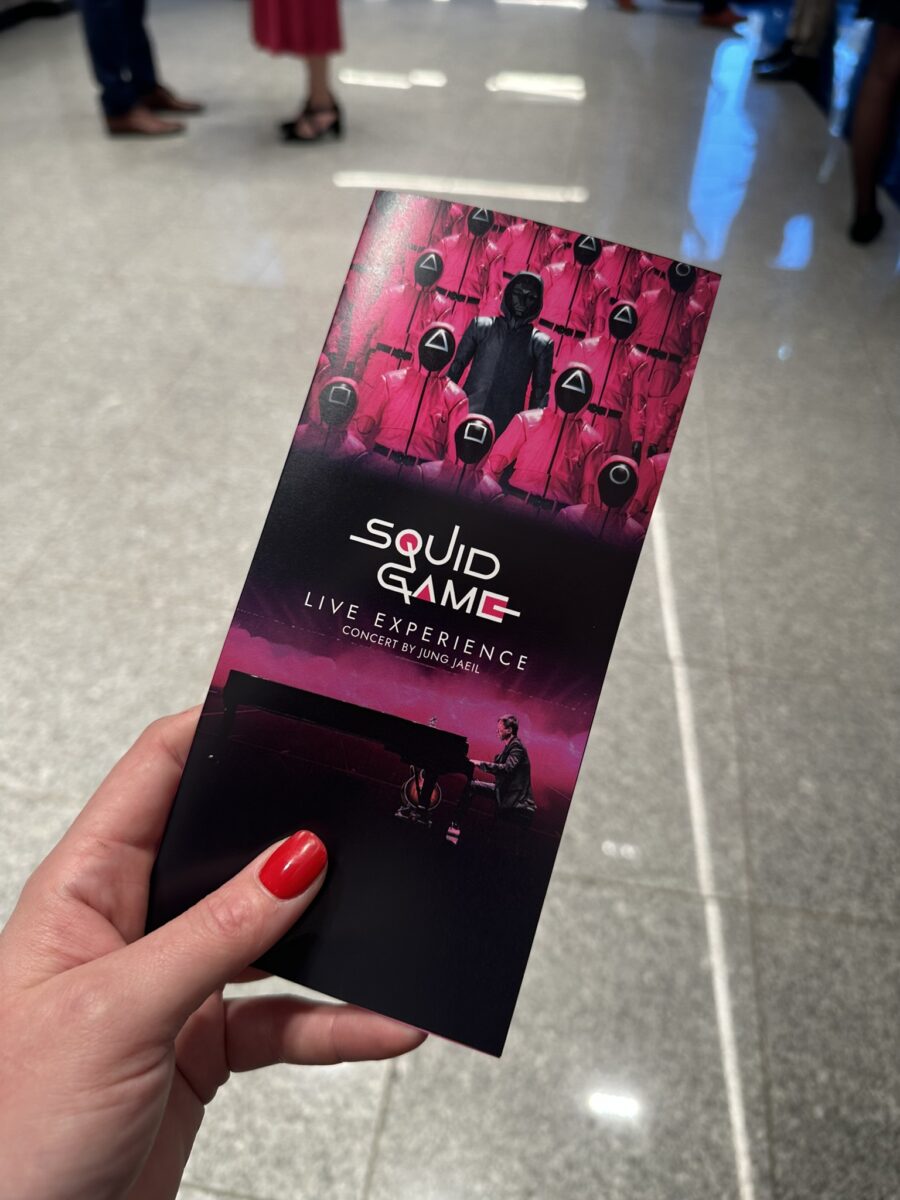 SQUID
GAME
LIVE EXPERIENCE
CONCERT BY JUNG JAEIL